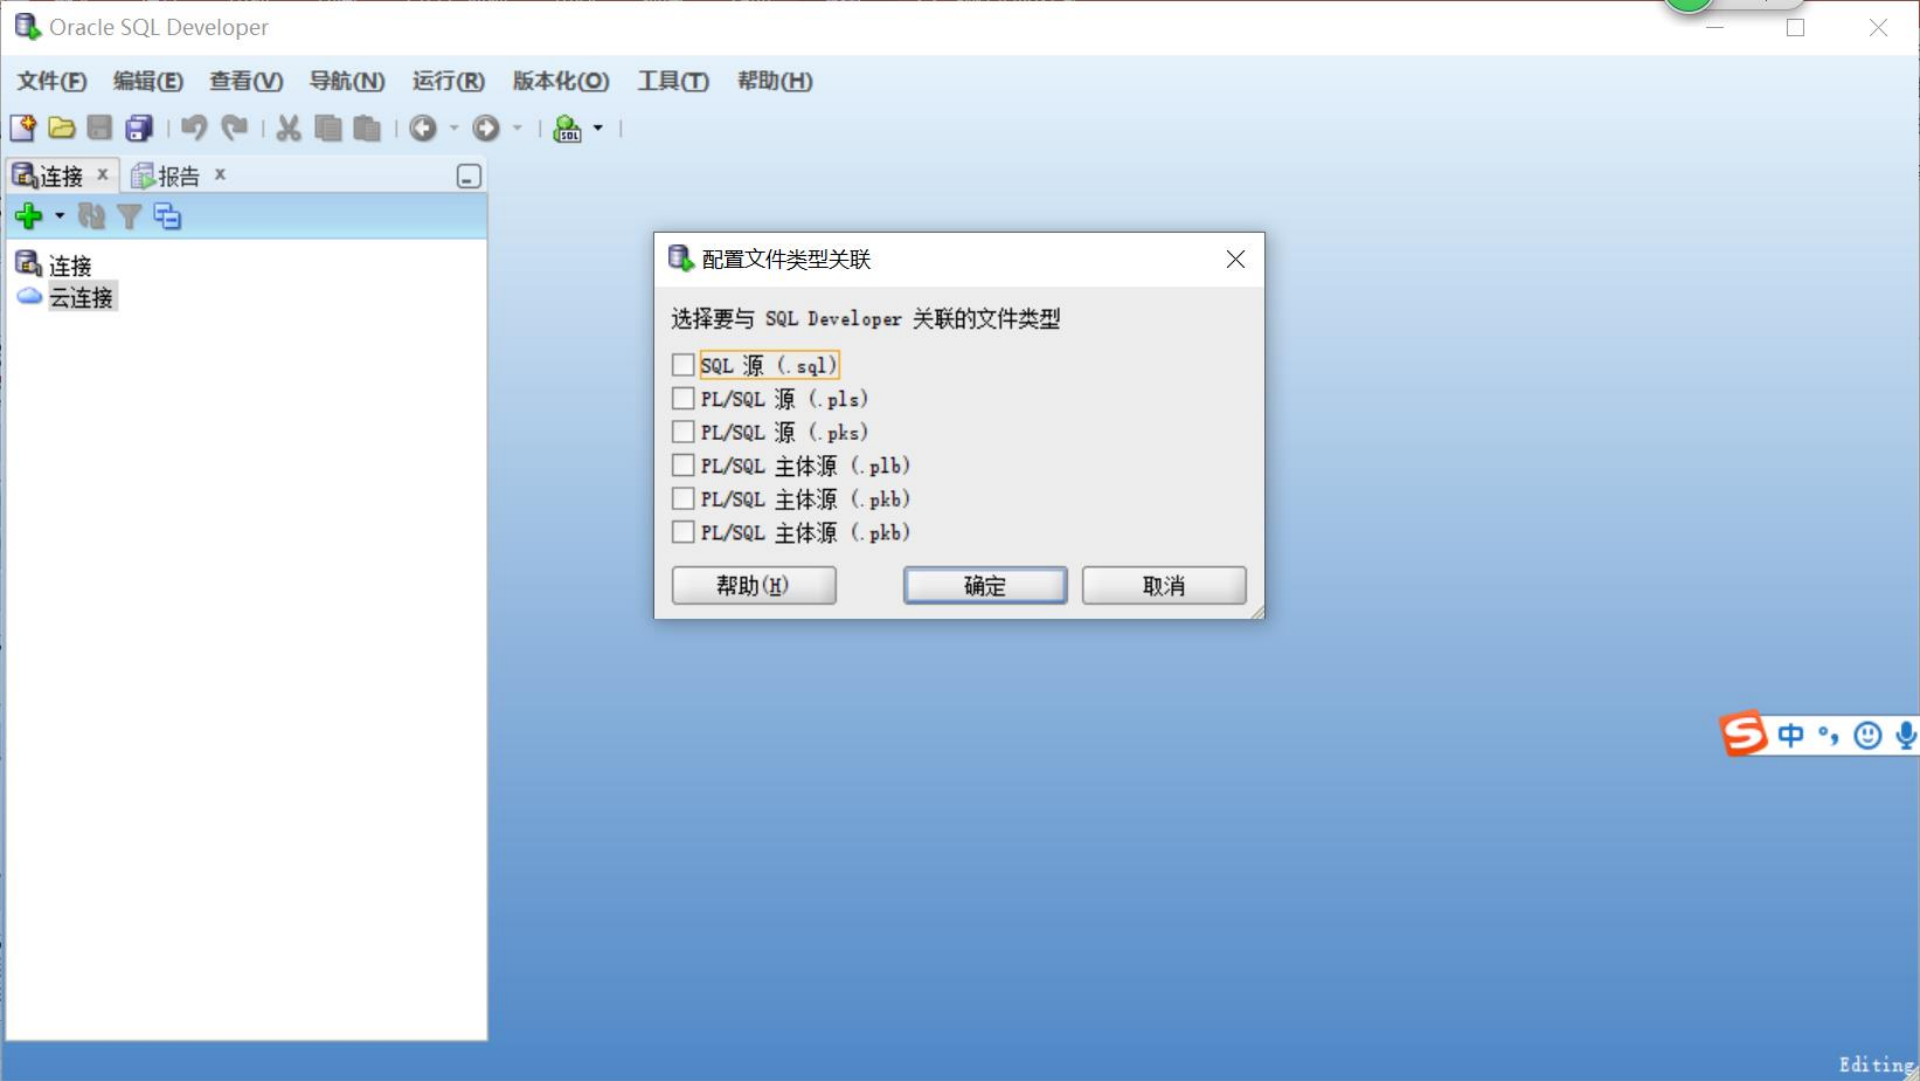 Oracle SQL Developer
文件(F) 编辑(E) 查看(V) 导航(N) 运行(R) 版本化(O) 工具(T) 帮助(H)
SQL
连接 x 报告 x
连接
云连接
配置文件类型关联
选择要与 SQL Developer 关联的文件类型
SQL 源 (.sql)
PL/SQL 源 (.pls)
PL/SQL 源 (.pks)
PL/SQL 主体源 (.plb)
PL/SQL 主体源 (.pkb)
PL/SQL 主体源 (.pkb)
帮助(H) 确定 取消
S 中 °,
Editing